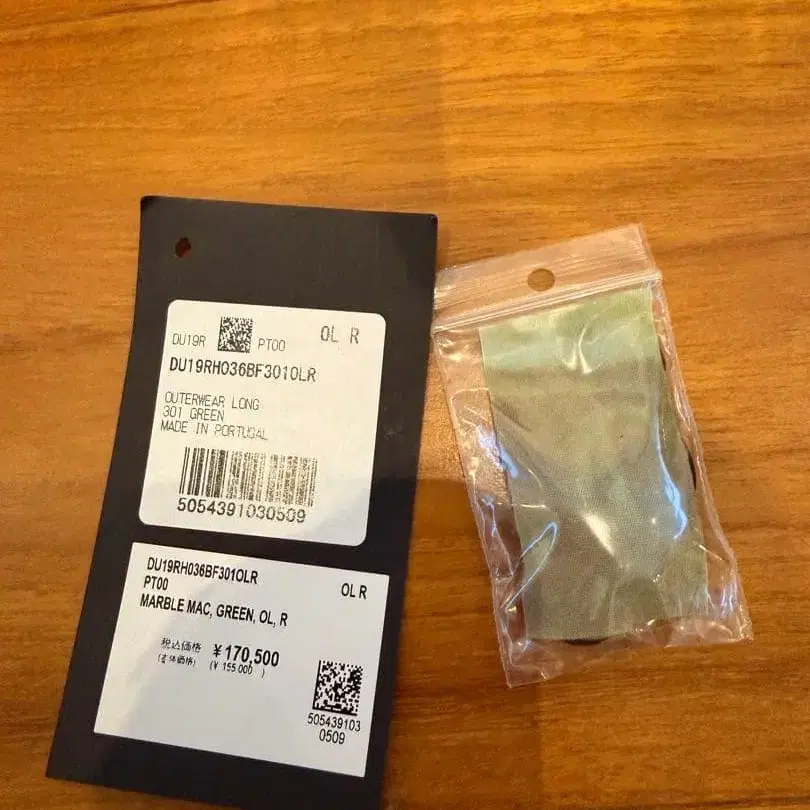 DU19R PT00 OL R
DU19RH036BF301OLR
OUTERWEAR LONG
301 GREEN
MADE IN PORTUGAL
5054391030509
DU19RH036BF301OLR
PT00 OL R
MARBLE MAC, GREEN, OL, R
税込価格 ¥170,500
(本体価格) (¥ 155,000 )
505439103
0509